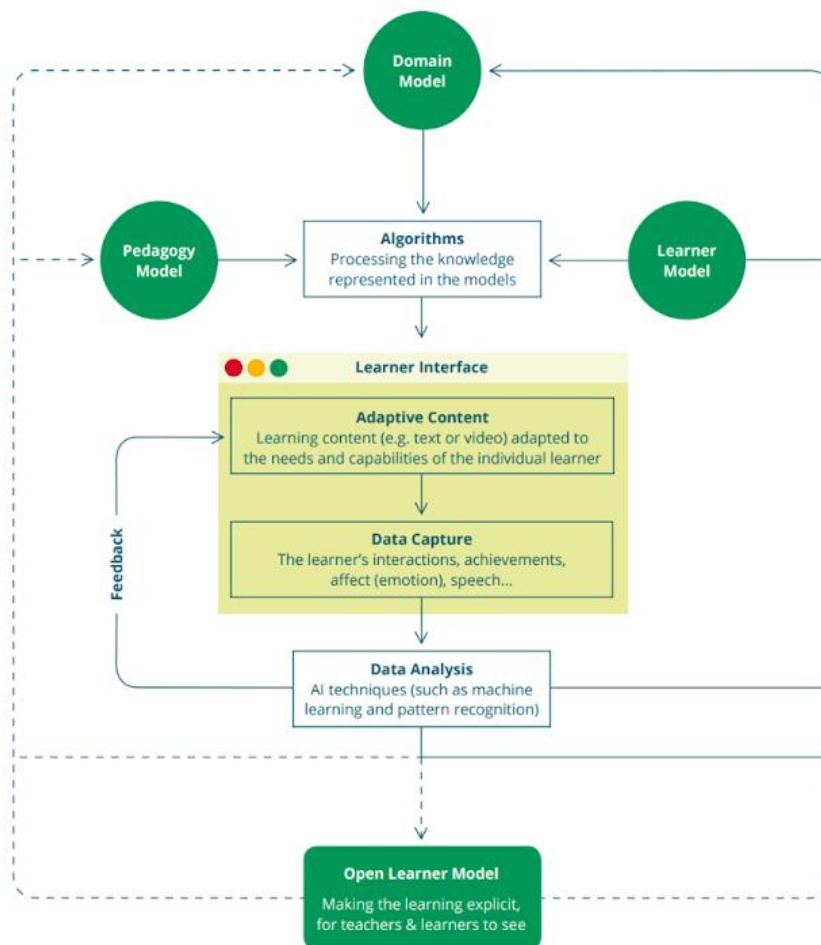 Domain
Model
Pedagogy
Model
Algorithms
Processing the knowledge
represented in the models
Learner
Model
Learner Interface
Adaptive Content
Learning content (e.g. text or video) adapted to
the needs and capabilities of the individual learner
Feedback
Data Capture
The learner’s interactions, achievements,
affect (emotion), speech...
Data Analysis
AI techniques (such as machine
learning and pattern recognition)
Open Learner Model
Making the learning explicit,
for teachers & learners to see